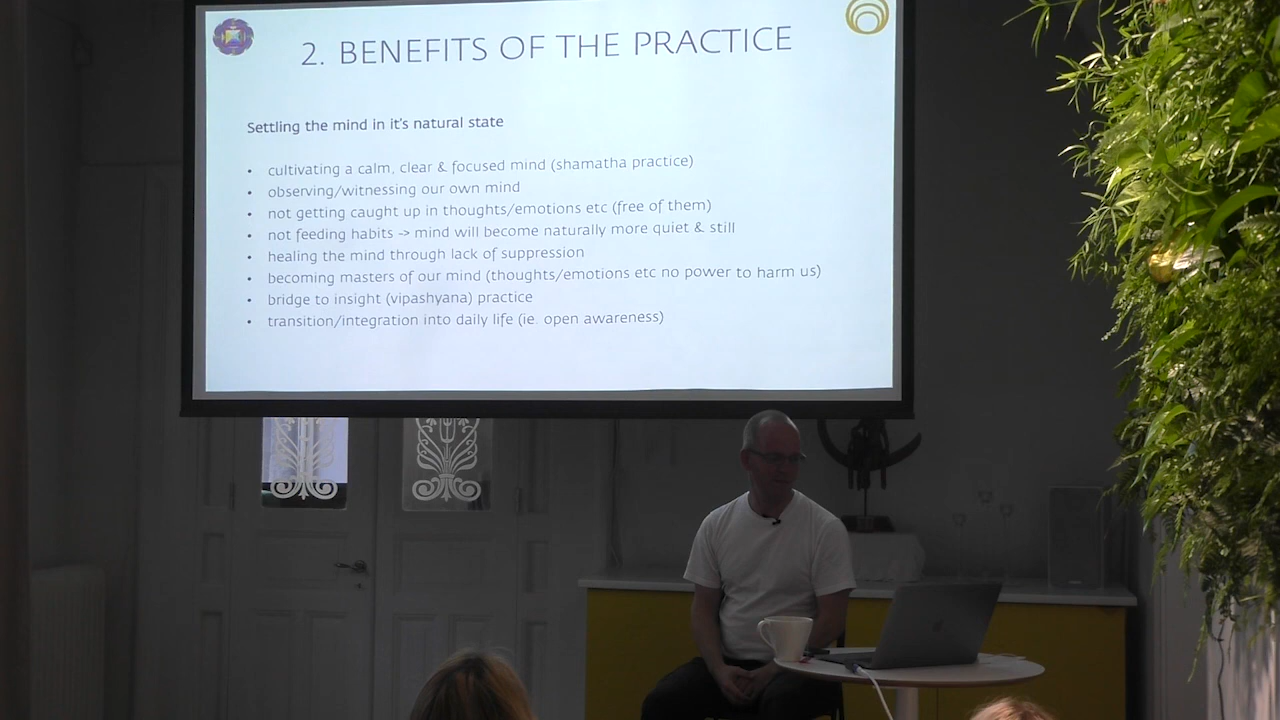 2. BENEFITS OF THE PRACTICE
Settling the mind in it's natural state
• cultivating a calm, clear & focused mind (shamatha practice)
• observing/witnessing our own mind
• not getting caught up in thoughts/emotions etc (free of them)
• not feeding habits -> mind will become naturally more quiet & still
• healing the mind through lack of suppression
• becoming masters of our mind (thoughts/emotions etc no power to harm us)
• bridge to insight (vipashyana) practice
• transition/integration into daily life (ie. open awareness)